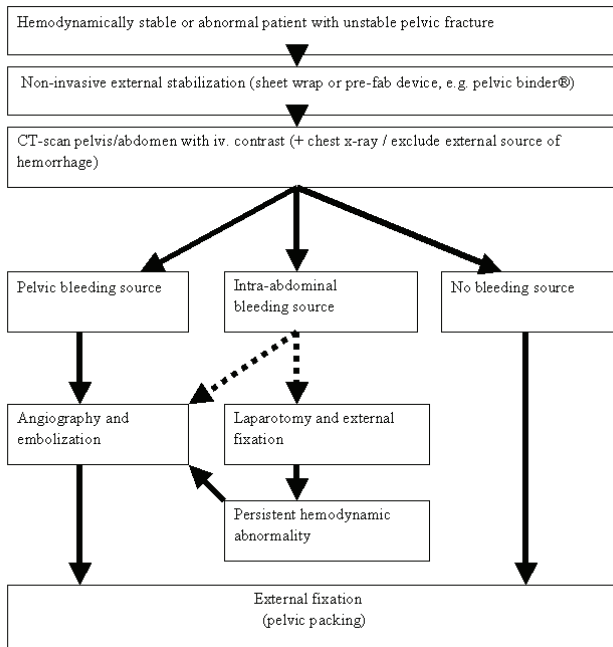 Hemodynamically stable or abnormal patient with unstable pelvic fracture
Non-invasive external stabilization (sheet wrap or pre-fab device, e.g. pelvic binder®)
CT-scan pelvis/abdomen with iv. contrast (+ chest x-ray / exclude external source of
hemorrhage)
Pelvic bleeding source
Intra-abdominal
bleeding source
No bleeding source
Angiography and
embolization
Laparotomy and external
fixation
Persistent hemodynamic
abnormality
External fixation
(pelvic packing)